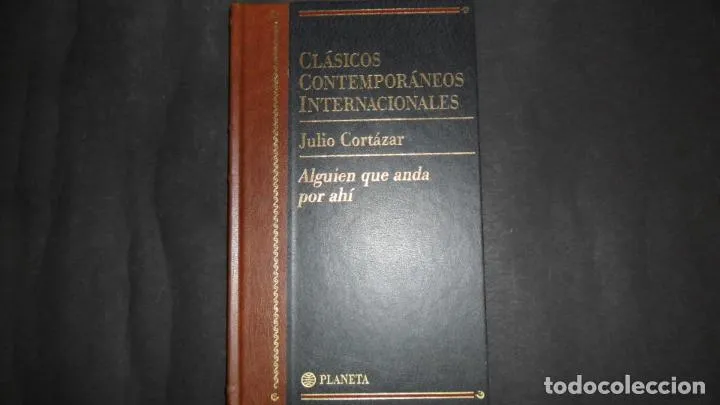 CLÁSICOS
CONTEMPORÁNEOS
INTERNACIONALES
Julio Cortázar
Alguien que anda
por ahí
PLANETA
todocoleccion